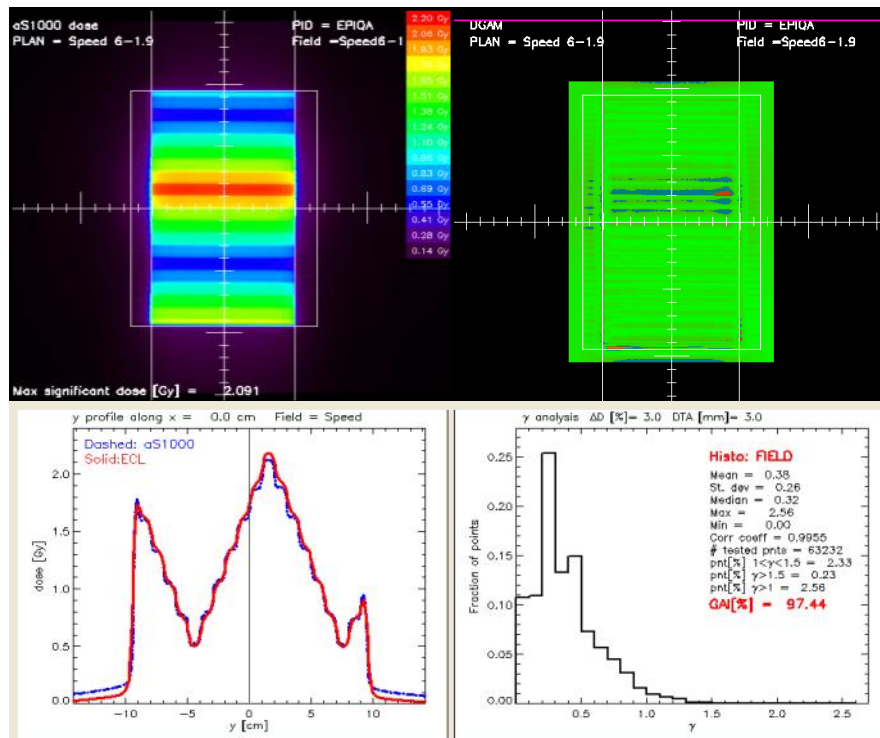 aS1000 dose
PID = EPIQA
PLAN = Speed 6-1.9
Field =Speed6-1
2.20 Gy
2.06 Gy
1.93 Gy
1.65 Gy
1.51 Gy
1.38 Gy
1.24 Gy
1.10 Gy
0.96 Gy
0.83 Gy
0.69 Gy
0.55 Gy
0.41 Gy
0.28 Gy
0.14 Gy
Max significant dose [Gy] = 2.091
DGAM
PID = EPIQA
PLAN = Speed 6-1.9
Field =Speed6-1.9
y profile along x = 0.0 cm Field = Speed
Dashed: aS1000
Solid:ECL
dose [Gy]
2.0
1.5
1.0
0.5
0.0
-10
-5
0
5
10
y [cm]
γ analysis ΔD [%]= 3.0 DTA [mm]= 3.0
Histo: FIELD
Mean = 0.38
St. dev = 0.26
Median = 0.32
Max = 2.56
Min = 0.00
Corr coeff = 0.9955
# tested pnts = 63232
pnt[%] 1<γ<1.5 = 2.33
pnt[%] γ>1.5 = 0.23
pnt[%] γ>1 = 2.56
GAI[%] = 97.44
Fraction of points
0.25
0.20
0.15
0.10
0.05
0.00
0.5
1.0
1.5
2.0
2.5
γ